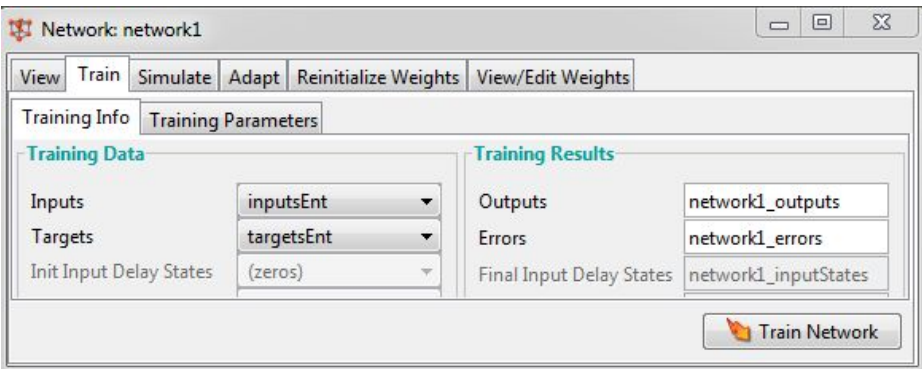 Network: network1
View Train Simulate Adapt Reinitialize Weights View/Edit Weights
Training Info Training Parameters
Training Data
Inputs inputsEnt
Targets targetsEnt
Init Input Delay States (zeros)
Training Results
Outputs network1_outputs
Errors network1_errors
Final Input Delay States network1_inputStates
Train Network